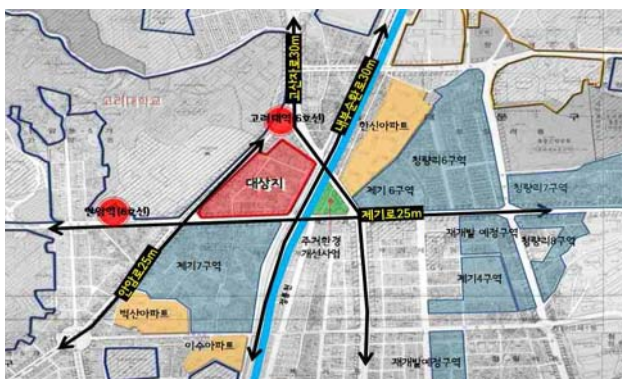 고산자로30m
내부순환로30m
고려대학교
고려대역(6호선)
한신아파트
청량리6구역
대상지
제기 6구역
청량리7구역
안암역(6호선)
제기로25m
주거환경
개선사업
재개발 예정구역
청량리8구역
안암로25m
제기7구역
제기4구역
정릉천
벽산아파트
이수아파트
재개발예정구역